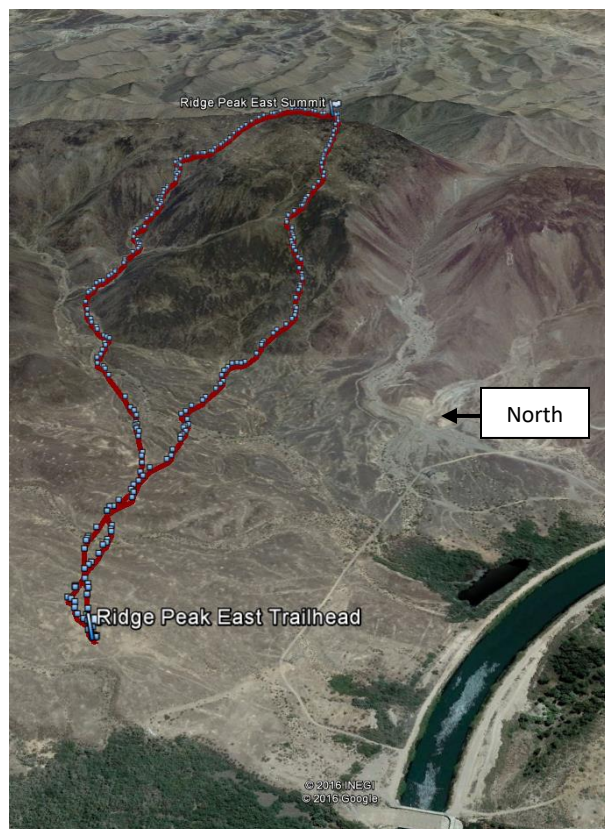 Ridge Peak East Summit
North
Ridge Peak East Trailhead
© 2016 INEGI
© 2016 Google